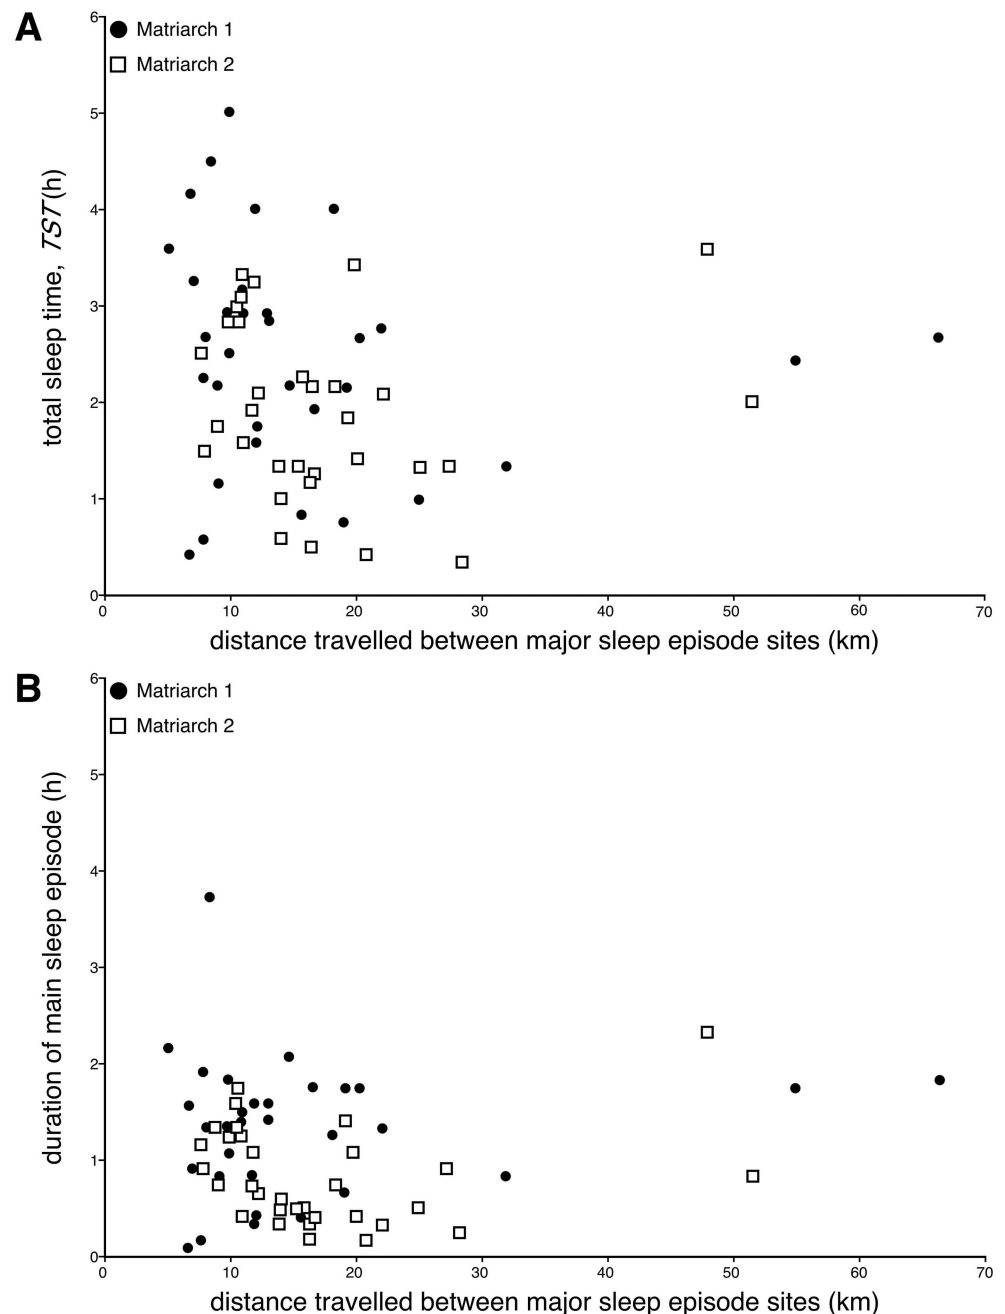 A
6
Matriarch 1
Matriarch 2
5
4
3
2
1
0
total sleep time, TST (h)
0 10 20 30 40 50 60 70
distance travelled between major sleep episode sites (km)
B
6
Matriarch 1
Matriarch 2
5
4
3
2
1
0
duration of main sleep episode (h)
0 10 20 30 40 50 60 70
distance travelled between major sleep episode sites (km)